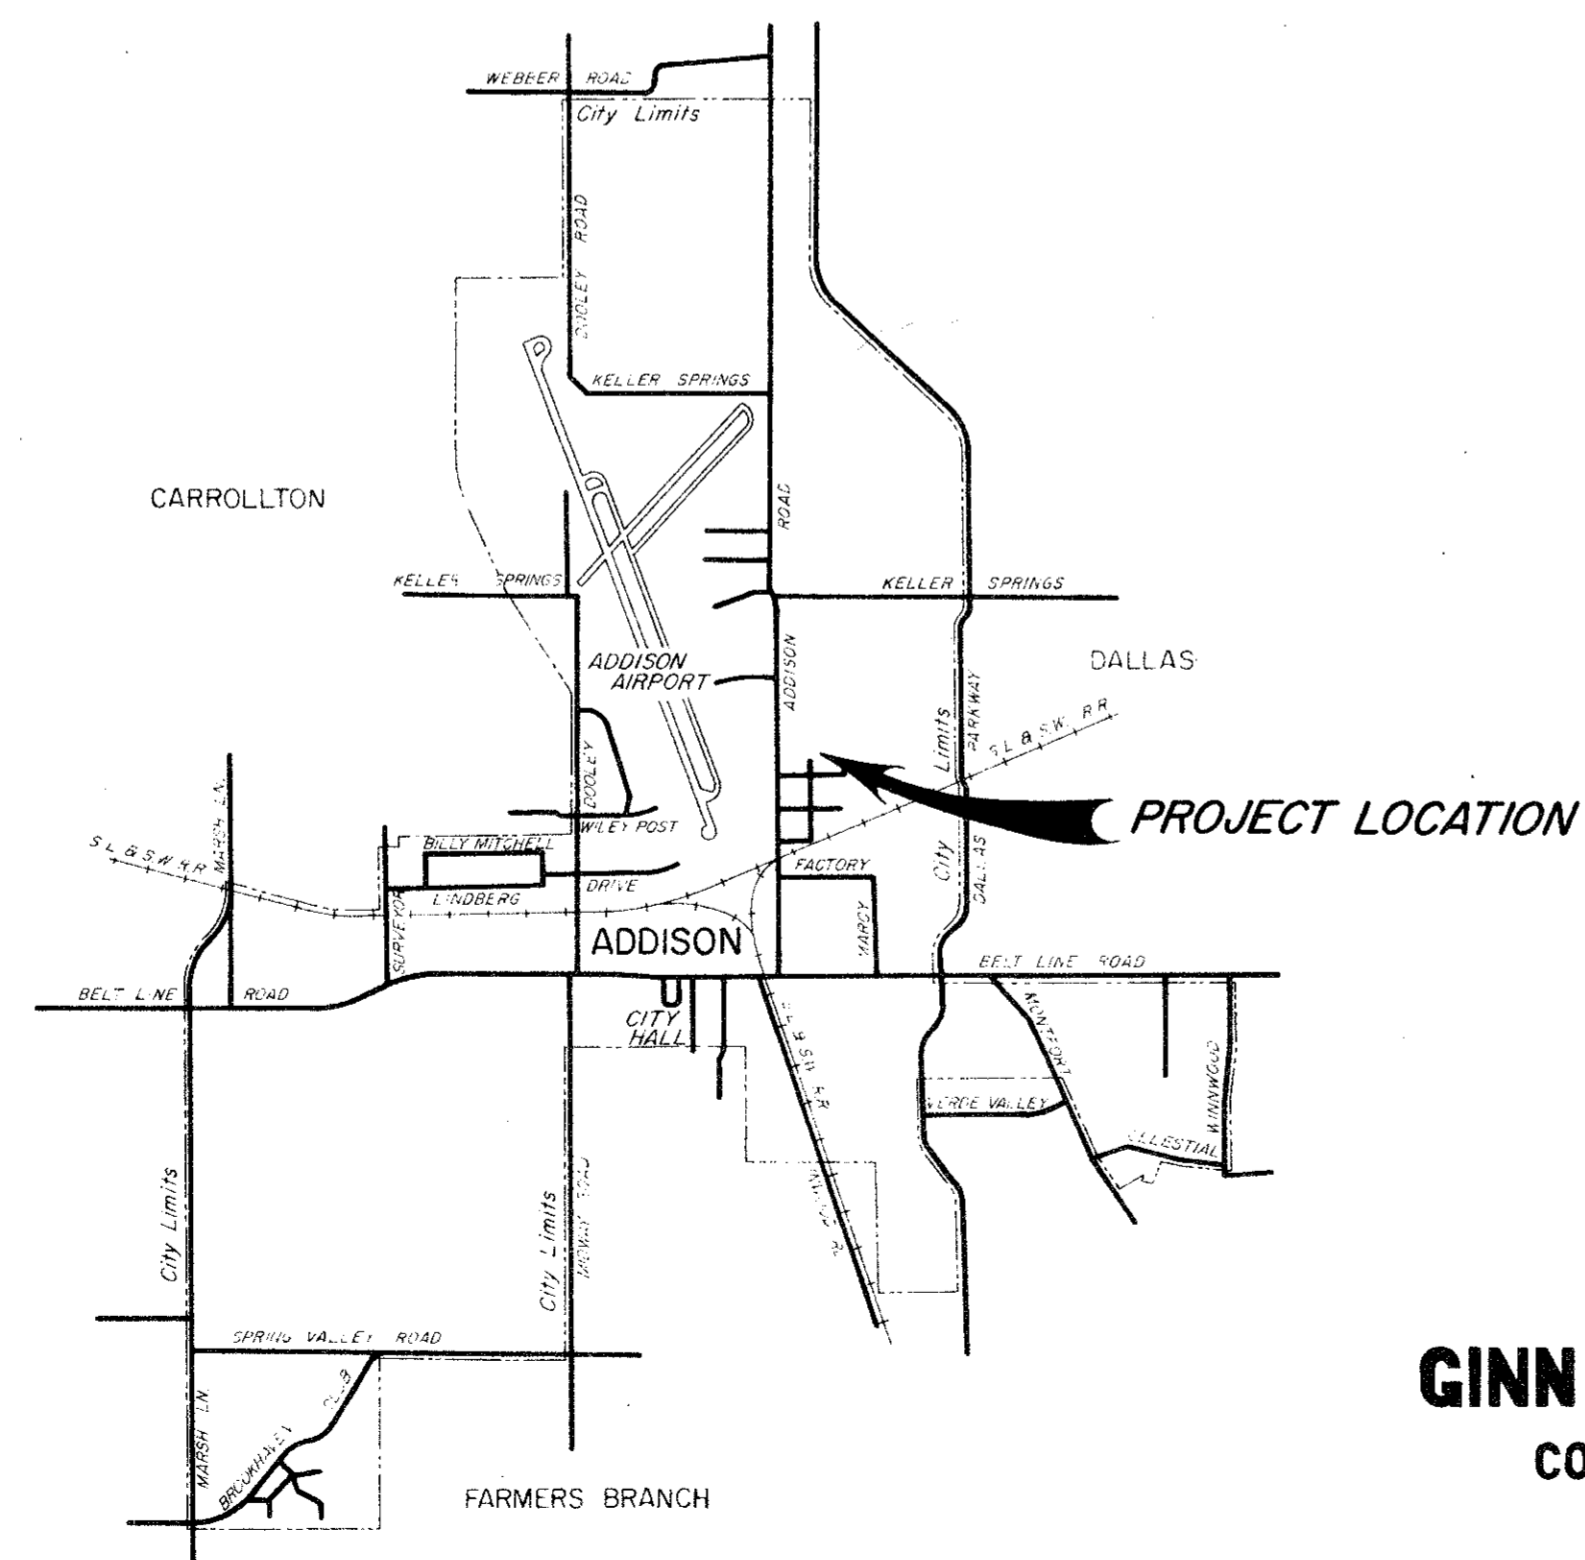 WEBBER ROAD
City Limits
DOOLEY ROAD
KELLER SPRINGS
CARROLLTON
ROAD
KELLER SPRINGS
KELLER SPRINGS
ADDISON
AIRPORT
ADDISON
DALLAS
PARKWAY
City Limits
S L & S.W. R R
DOOLEY
MARSH LN.
WILEY POST
PROJECT LOCATION
S L & S W R R
BILLY MITCHELL
FACTORY
DALLAS
DRIVE
LINDBERG
SURVEYOR
ADDISON
BELT LINE ROAD
BELT LINE ROAD
CITY
HALL
MONTFORT
WINNWOOD
VERDE VALLEY
City Limits
City Limits
MIDWAY ROAD
SPRING VALLEY ROAD
GINN
CO
MARSH LN.
BROOKHAVEN
FARMERS BRANCH